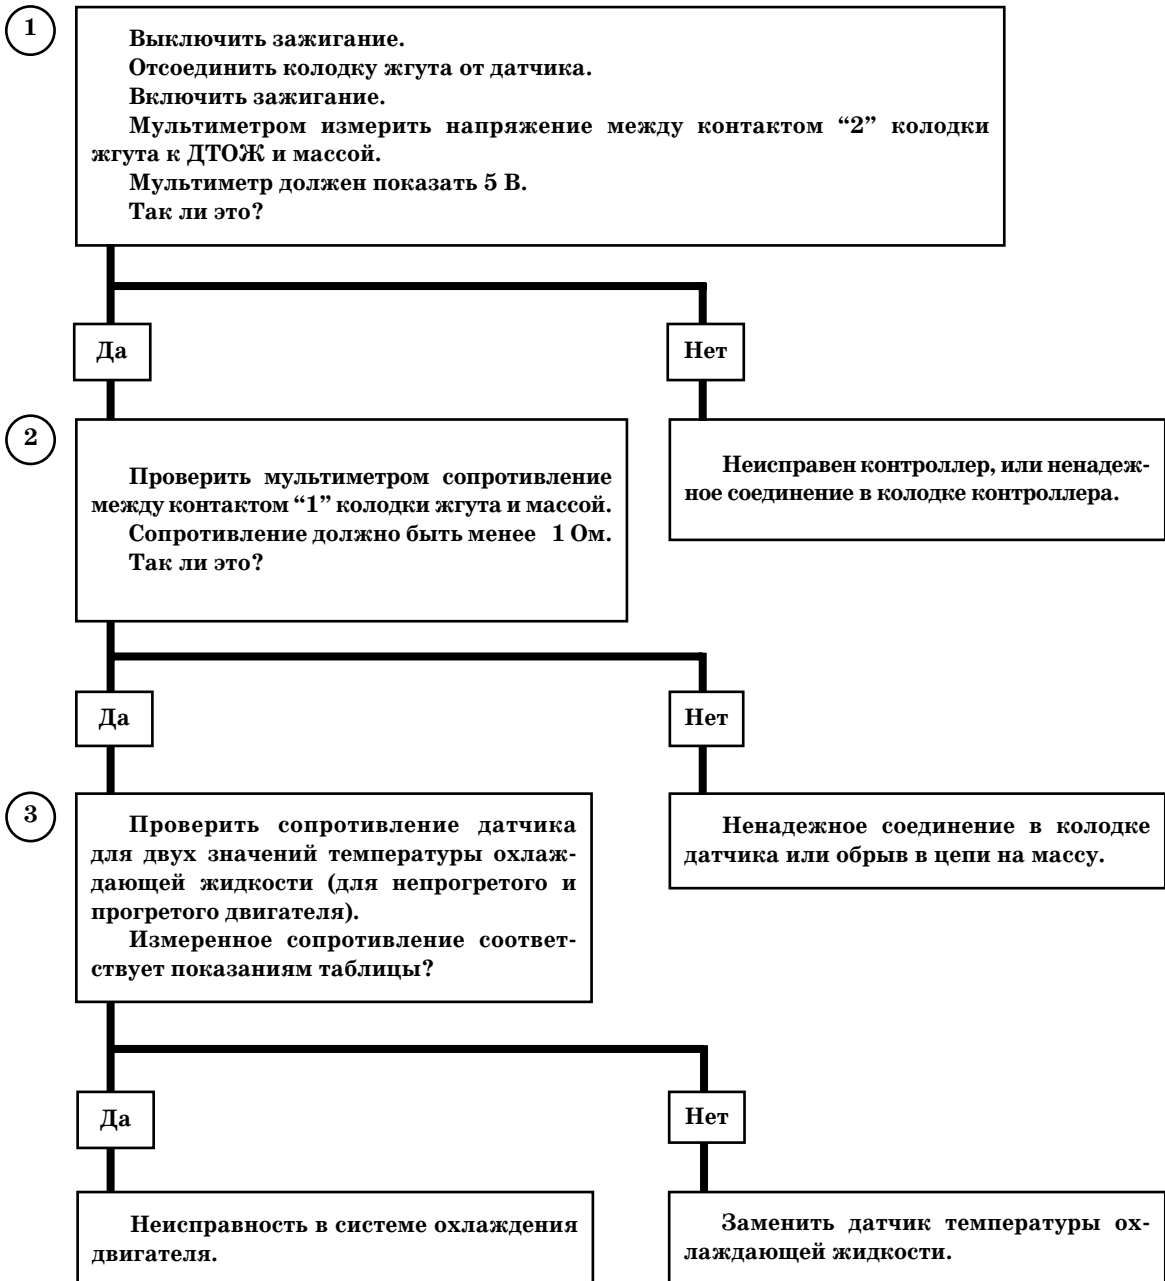 1
Выключить зажигание.
Отсоединить колодку жгута от датчика.
Включить зажигание.
Мультиметром измерить напряжение между контактом “2” колодки
жгута к ДТОЖ и массой.
Мультиметр должен показать 5 В.
Так ли это?
Да
Нет
2
Проверить мультиметром сопротивление
между контактом “1” колодки жгута и массой.
Сопротивление должно быть менее 1 Ом.
Так ли это?
Неисправен контроллер, или ненадеж-
ное соединение в колодке контроллера.
Да
Нет
3
Проверить сопротивление датчика
для двух значений температуры охлаж-
дающей жидкости (для непрогретого и
прогретого двигателя).
Измеренное сопротивление соответ-
ствует показаниям таблицы?
Ненадежное соединение в колодке
датчика или обрыв в цепи на массу.
Да
Нет
Неисправность в системе охлаждения
двигателя.
Заменить датчик температуры ох-
лаждающей жидкости.